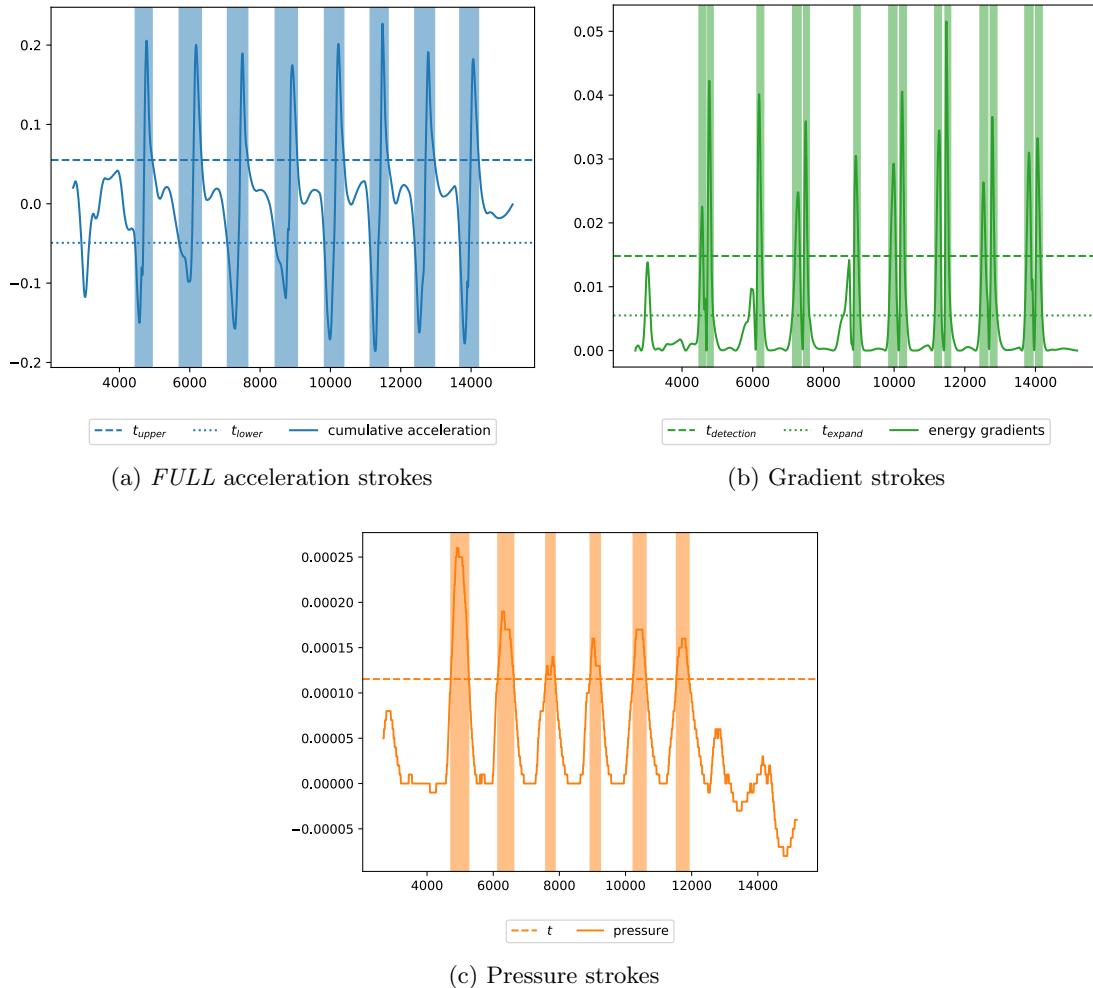 0.2
0.1
0.0
−0.1
−0.2
4000 6000 8000 10000 12000 14000
t_upper t_lower cumulative acceleration
(a) FULL acceleration strokes
0.05
0.04
0.03
0.02
0.01
0.00
4000 6000 8000 10000 12000 14000
t_detection t_expand energy gradients
(b) Gradient strokes
0.00025
0.00020
0.00015
0.00010
0.00005
0.00000
−0.00005
4000 6000 8000 10000 12000 14000
t pressure
(c) Pressure strokes